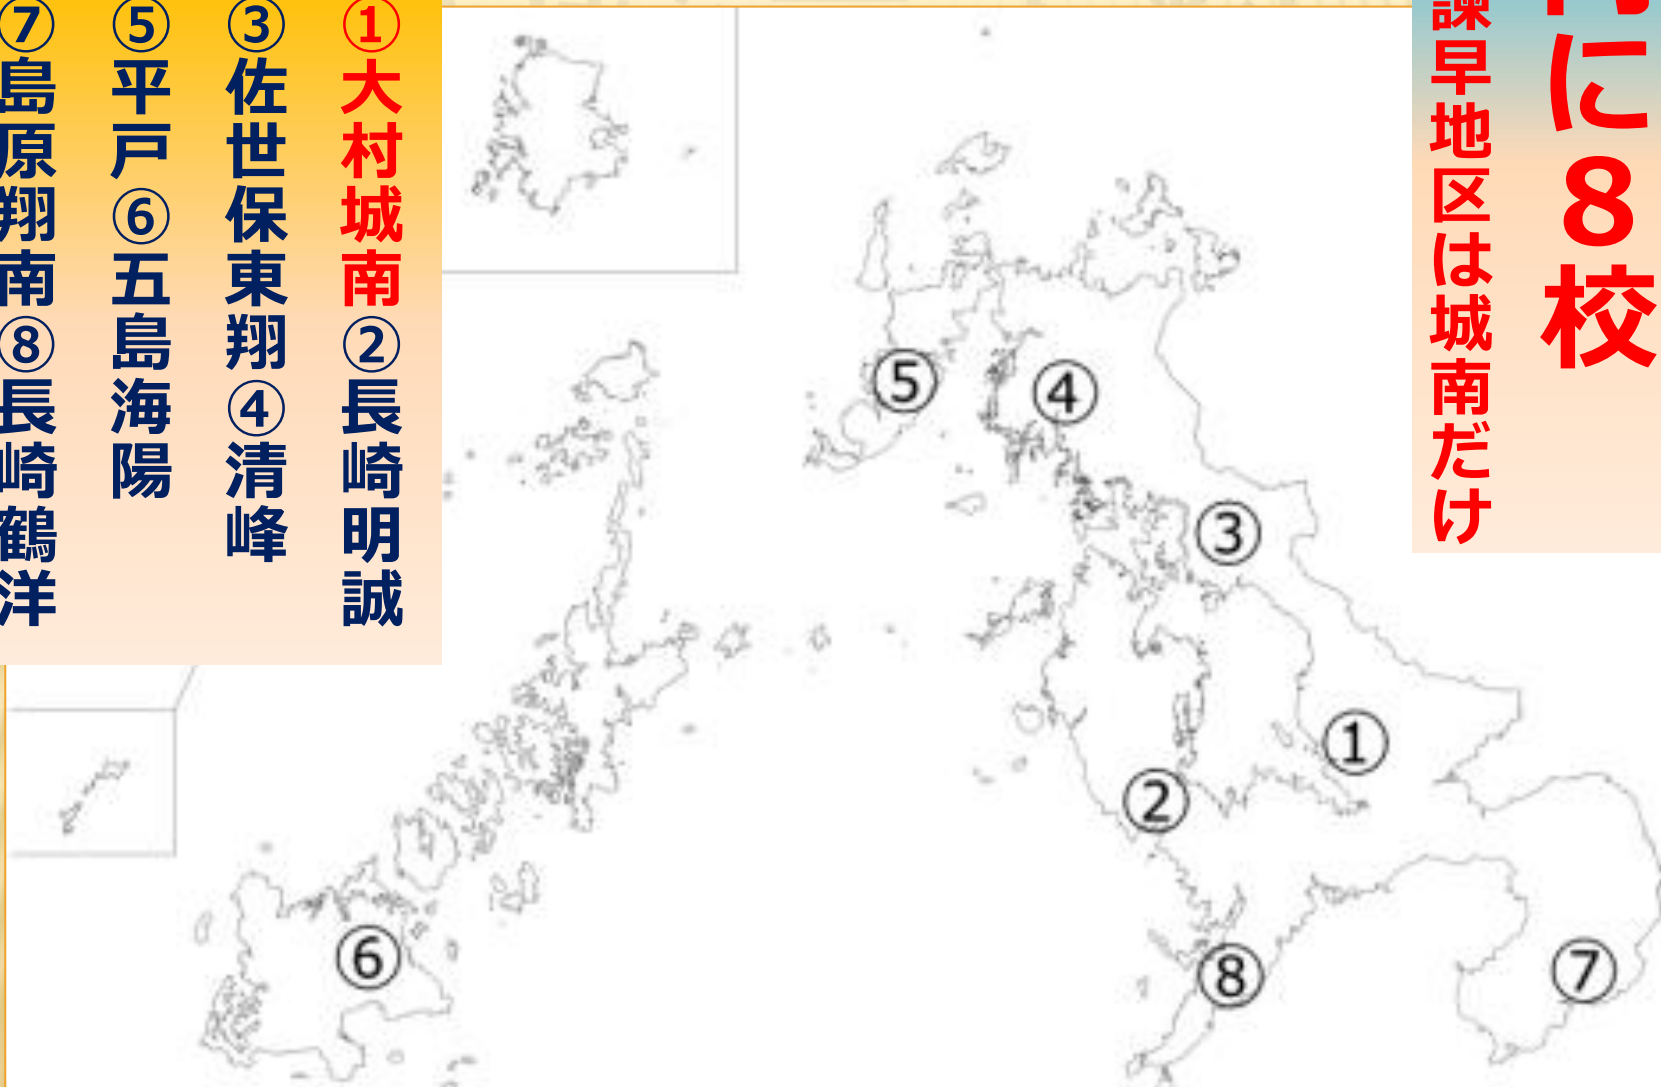 に８校
諫早地区は城南だけ
①大村城南②長崎明誠
③佐世保東翔④清峰
⑤平戸⑥五島海陽
⑦島原翔南⑧長崎鶴洋
⑤
④
③
①
②
⑥
⑧
⑦